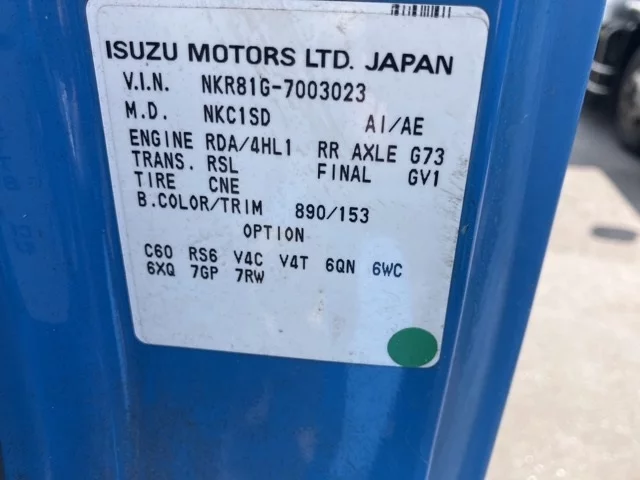 ISUZU MOTORS LTD. JAPAN
V.I.N. NKR81G-7003023
M.D. NKC1SD AI/AE
ENGINE RDA/4HL1 RR AXLE G73
TRANS. RSL FINAL GV1
TIRE CNE
B.COLOR/TRIM 890/153
OPTION
C60 RS6 V4C V4T 6QN 6WC
6XQ 7GP 7RW